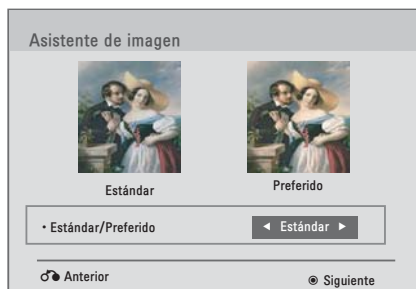 Asistente de imagen
Estándar Preferido
• Estándar/Preferido ◄ Estándar ►
Anterior ◉ Siguiente